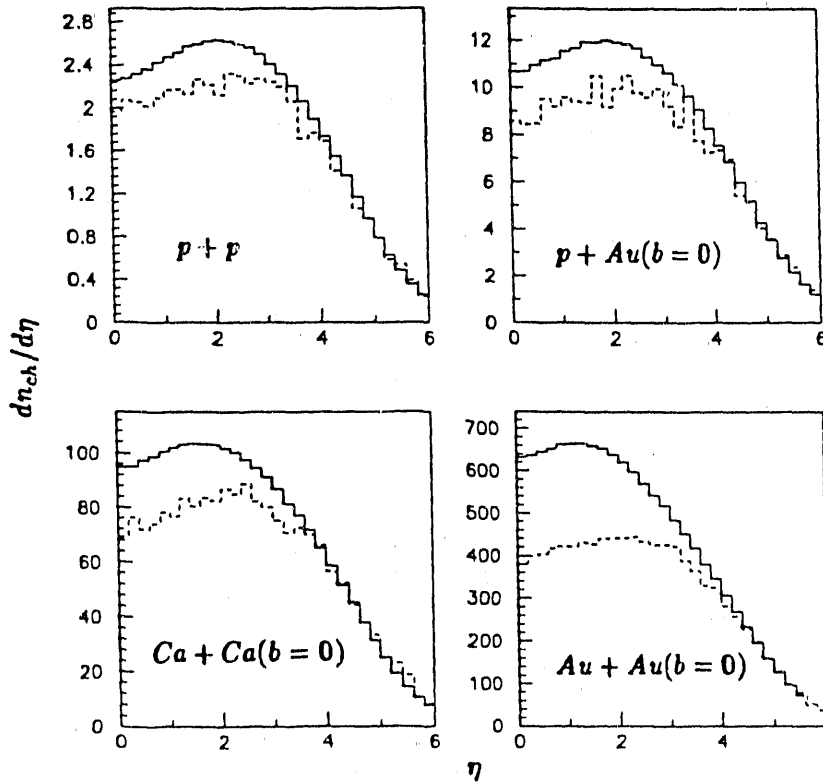 2.8
2.4
2
1.6
1.2
0.8
0.4
0
0 2 4 6
p + p
12
10
8
6
4
2
0
0 2 4 6
p + Au(b = 0)
dn_ch/dη
100
80
60
40
20
0
0 2 4 6
Ca + Ca(b = 0)
700
600
500
400
300
200
100
0
0 2 4
Au + Au(b = 0)
η